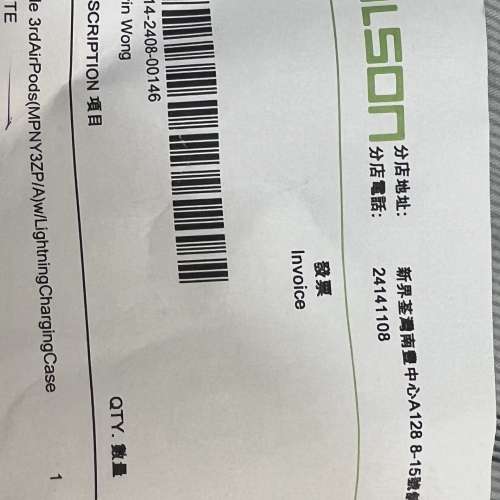 LSON
分店地址: 新界荃灣南豐中心A128 8-15號
分店電話: 24141108
發票
Invoice
14-2408-00146
in Wong
SCRIPTION 項目 QTY. 數量
le 3rdAirPods(MPNY3ZP/A)w/LightningChargingCase 1
TE